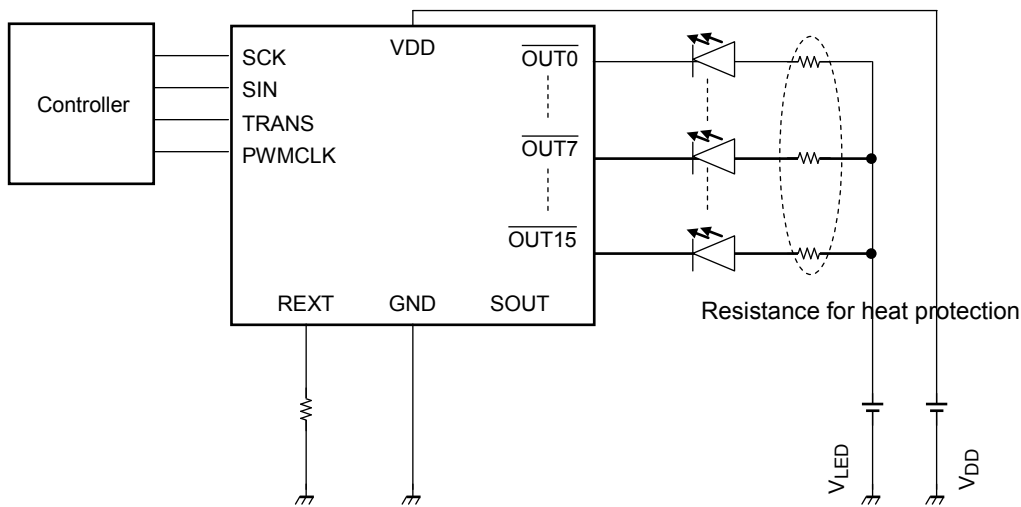 Controller
SCK
SIN
TRANS
PWMCLK
VDD
OUT0
OUT7
OUT15
REXT
GND
SOUT
Resistance for heat protection
VLED
VDD